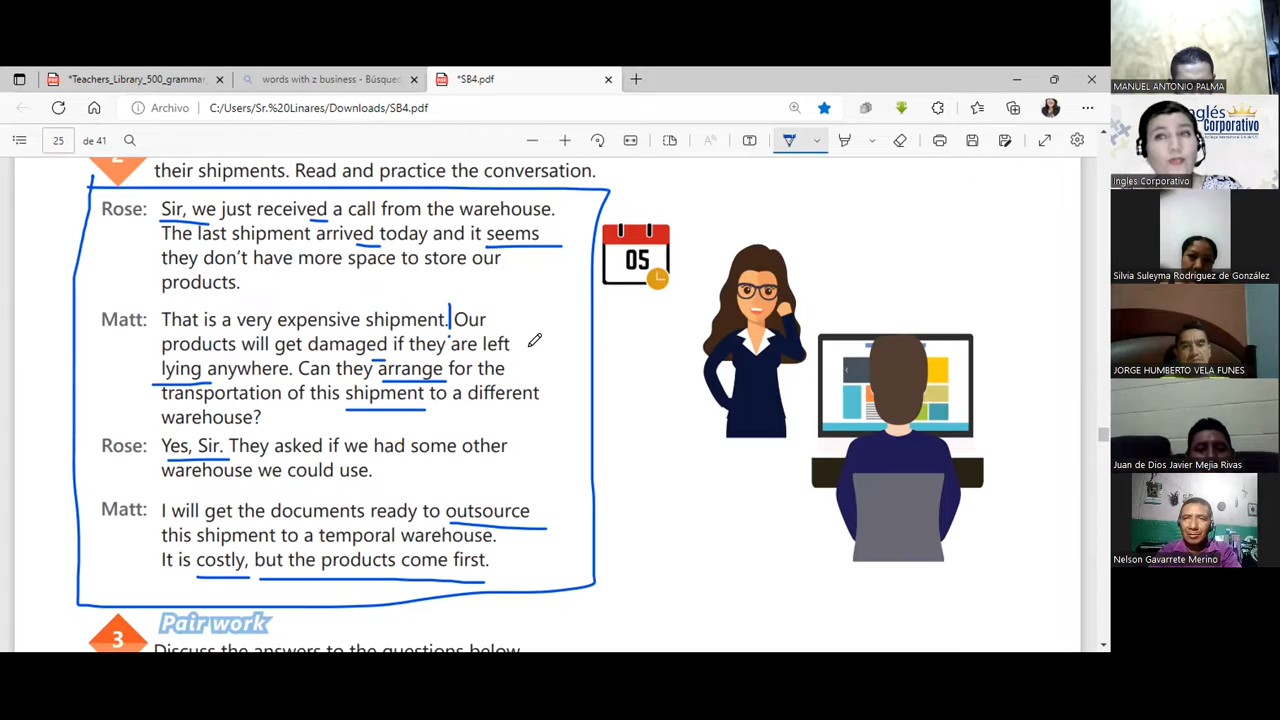 *Teachers_Library_500_grammar
words with z business - Búsqued
*SB4.pdf
Archivo
C:/Users/Sr.%20Linares/Downloads/SB4.pdf
25
de 41
their shipments. Read and practice the conversation.
Rose: Sir, we just received a call from the warehouse.
The last shipment arrived today and it seems
they don't have more space to store our
products.
Matt: That is a very expensive shipment. Our
products will get damaged if they are left
lying anywhere. Can they arrange for the
transportation of this shipment to a different
warehouse?
Rose: Yes, Sir. They asked if we had some other
warehouse we could use.
Matt: I will get the documents ready to outsource
this shipment to a temporal warehouse.
It is costly, but the products come first.
05
Pair work
3
Discuss the answers to the questions below
MANUEL ANTONIO PALMA
Inglés
Corporativo
Ingles Corporativo
Silvia Suleyma Rodriguez de González
JORGE HUMBERTO VELA FUNES
Juan de Dios Javier Mejia Rivas
Nelson Gavarrete Merino